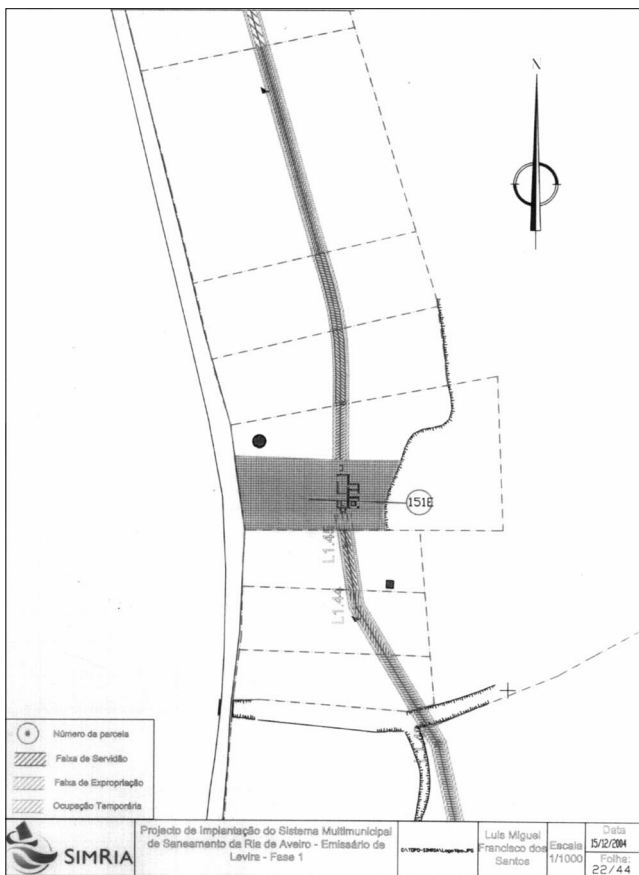 N
151E
L1.45
L1.44
Número da parcela
Faixa de Servidão
Faixa de Expropriação
Ocupação Temporária
SIMRIA
Projecto de Implantação do Sistema Multimunicipal
de Saneamento da Ria de Aveiro - Emissário de
Levira - Fase 1
Luis Miguel
Francisco dos
Santos
Escala
1/1000
Data
15/12/2004
Folha:
22/44